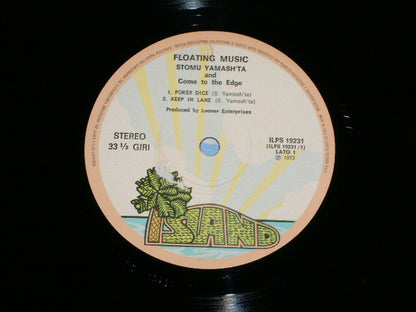 FLOATING MUSIC
STOMU YAMASH'TA
and
Come to the Edge
1. POKER DICE (S. Yamash'ta)
2. KEEP IN LANE (S. Yamash'ta)
Produced by Looner Enterprises
STEREO
33 ⅓ GIRI
ILPS 19231
(ILPS 19231/1)
LATO 1
Ⓟ 1973
ISLAND